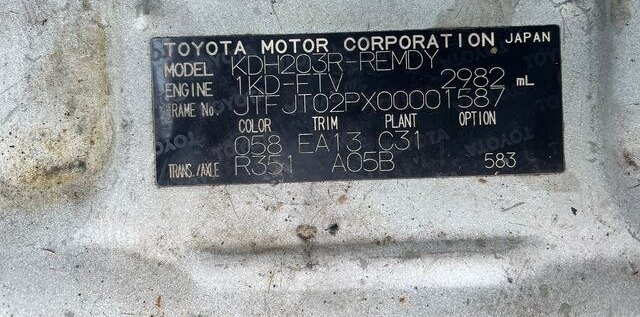 TOYOTA MOTOR CORPORATION JAPAN
MODEL KDH203R-REMDY
ENGINE 1KD-FTV 2982 mL
FRAME No. JTFJT02PX00001587
COLOR TRIM PLANT OPTION
058 EA13 C31
TRANS./AXLE R351 A05B 583